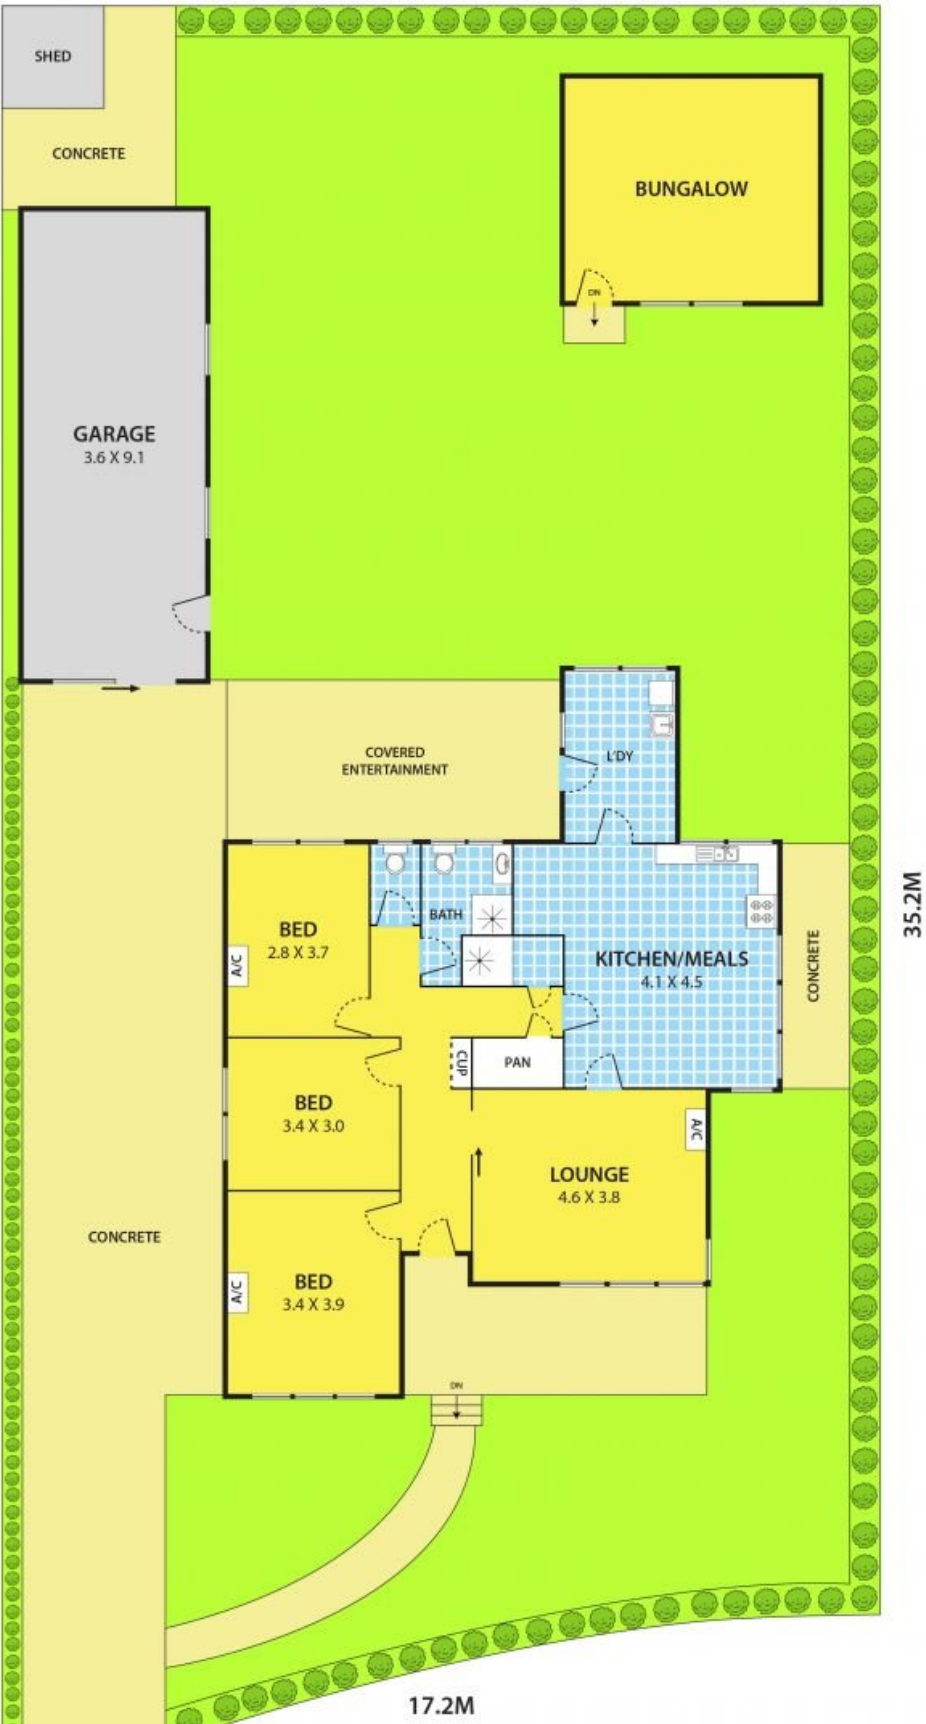 SHED
CONCRETE
BUNGALOW
DN
GARAGE
3.6 X 9.1
COVERED
ENTERTAINMENT
L'DY
BED
2.8 X 3.7
A/C
BATH
KITCHEN/MEALS
4.1 X 4.5
CONCRETE
35.2M
CUP
PAN
BED
3.4 X 3.0
A/C
LOUNGE
4.6 X 3.8
CONCRETE
BED
3.4 X 3.9
A/C
DN
17.2M